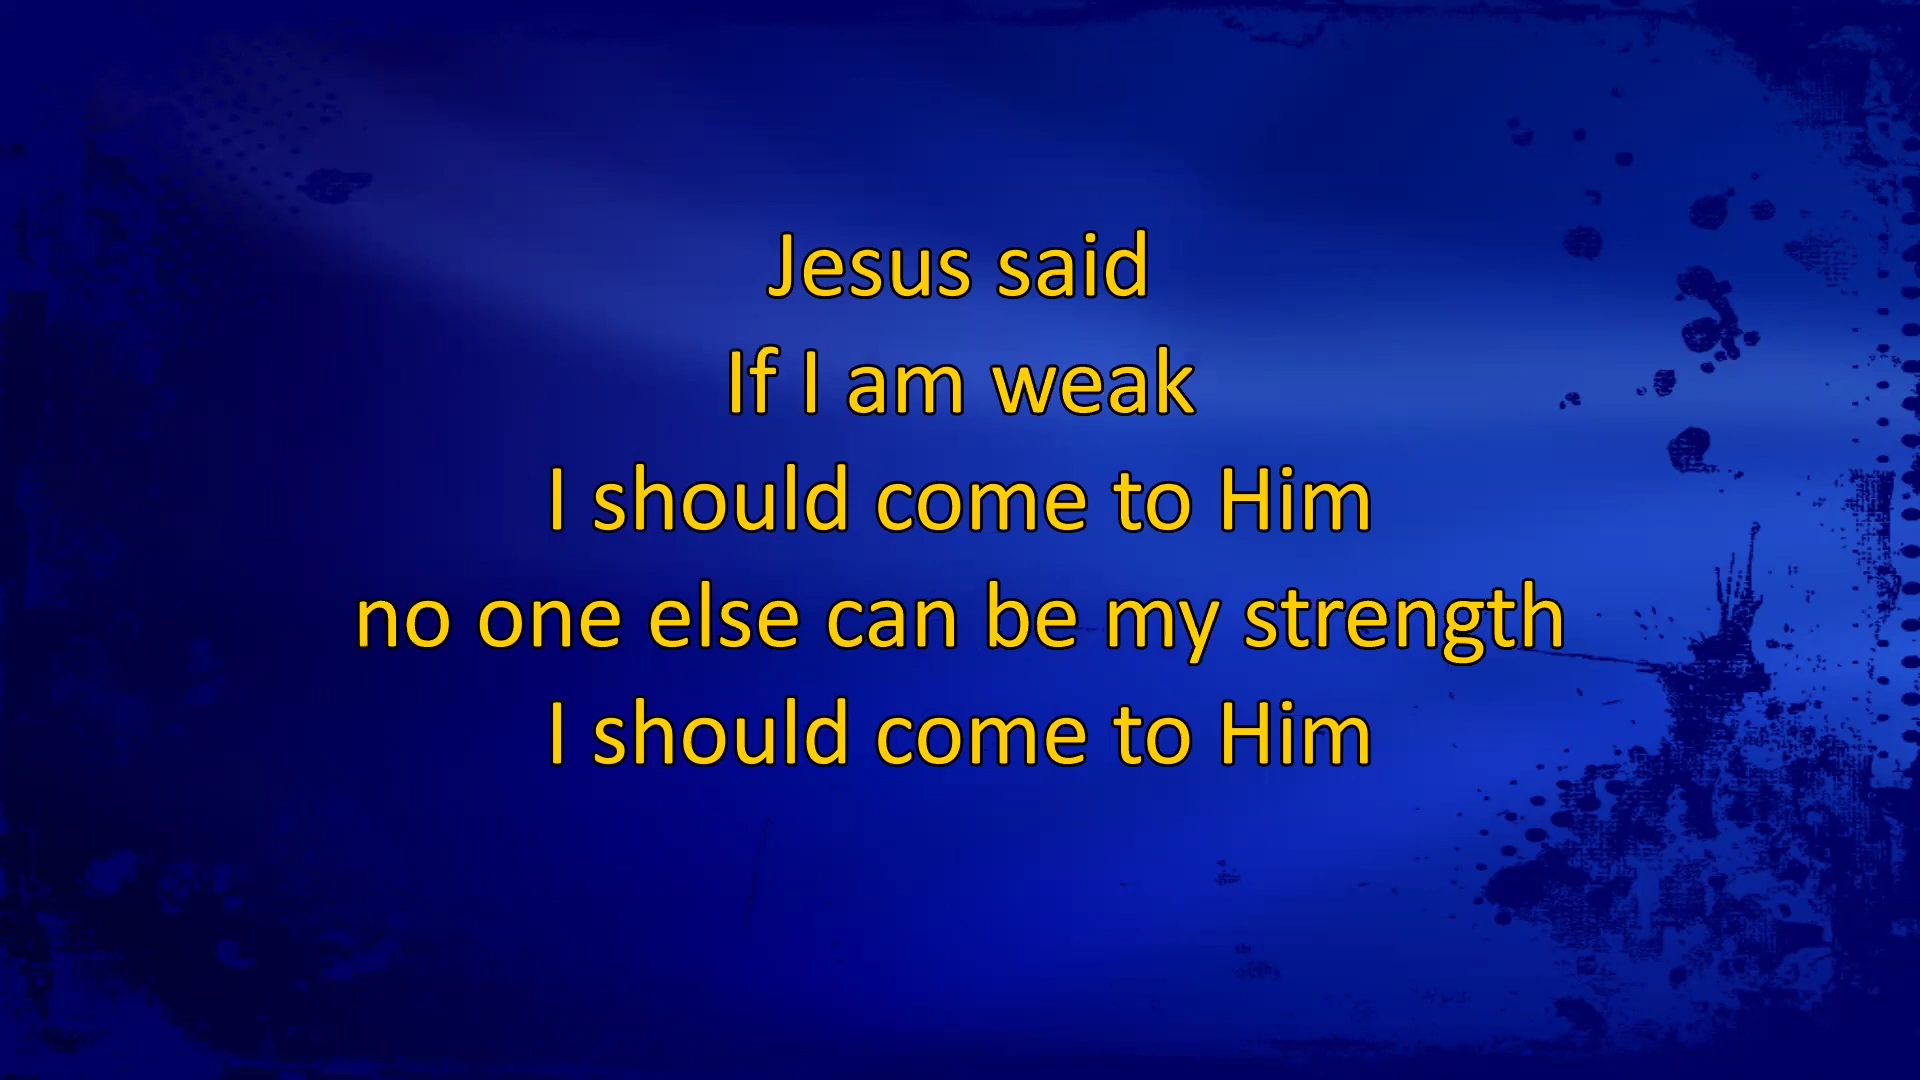 Jesus said
If I am weak
I should come to Him
no one else can be my strength
I should come to Him